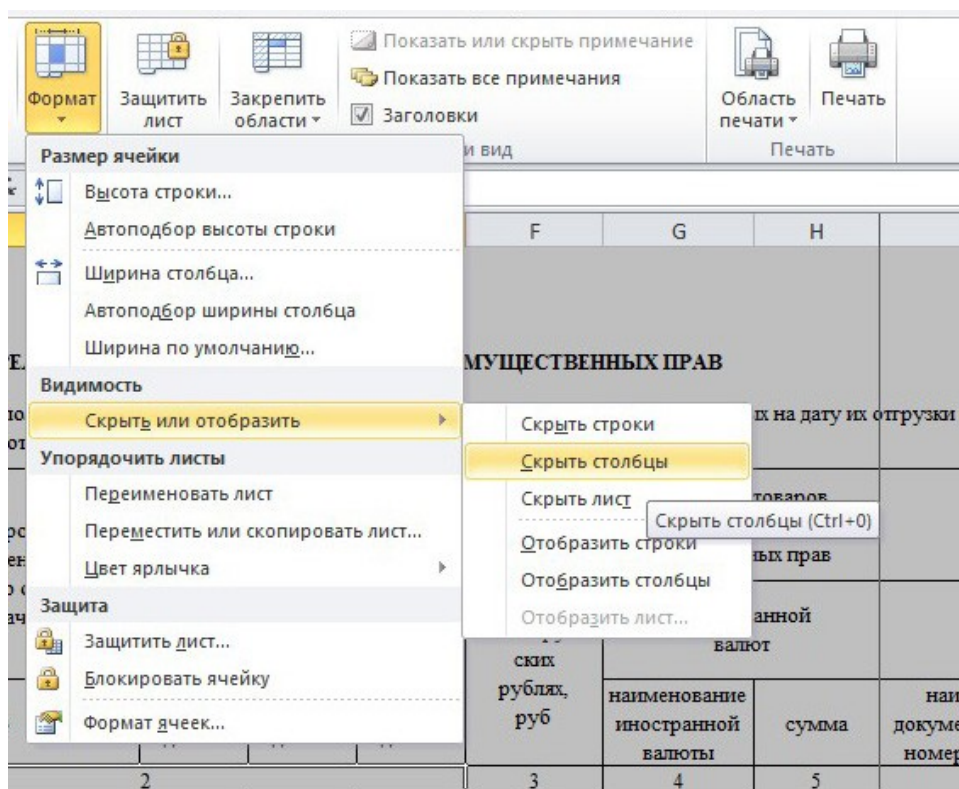 Формат
Защитить
лист
Закрепить
области
Показать или скрыть примечание
Показать все примечания
Заголовки
Область
печати
Печать
и вид
Печать
Размер ячейки
Высота строки...
Автоподбор высоты строки
Ширина столбца...
Автоподбор ширины столбца
Ширина по умолчанию...
Видимость
Скрыть или отобразить
Упорядочить листы
Переименовать лист
Переместить или скопировать лист...
Цвет ярлычка
Защита
Защитить лист...
Блокировать ячейку
Формат ячеек...
Скрыть строки
Скрыть столбцы
Скрыть лист
Скрыть столбцы (Ctrl+0)
Отобразить строки
Отобразить столбцы
Отобразить лист...
F G H
МУЩЕСТВЕННЫХ ПРАВ
х на дату их отгрузки
товаров
ных прав
анной
валют
ских
рублях,
руб
наименование
иностранной
валюты
сумма
наи
докуме
номер
2 3 4 5